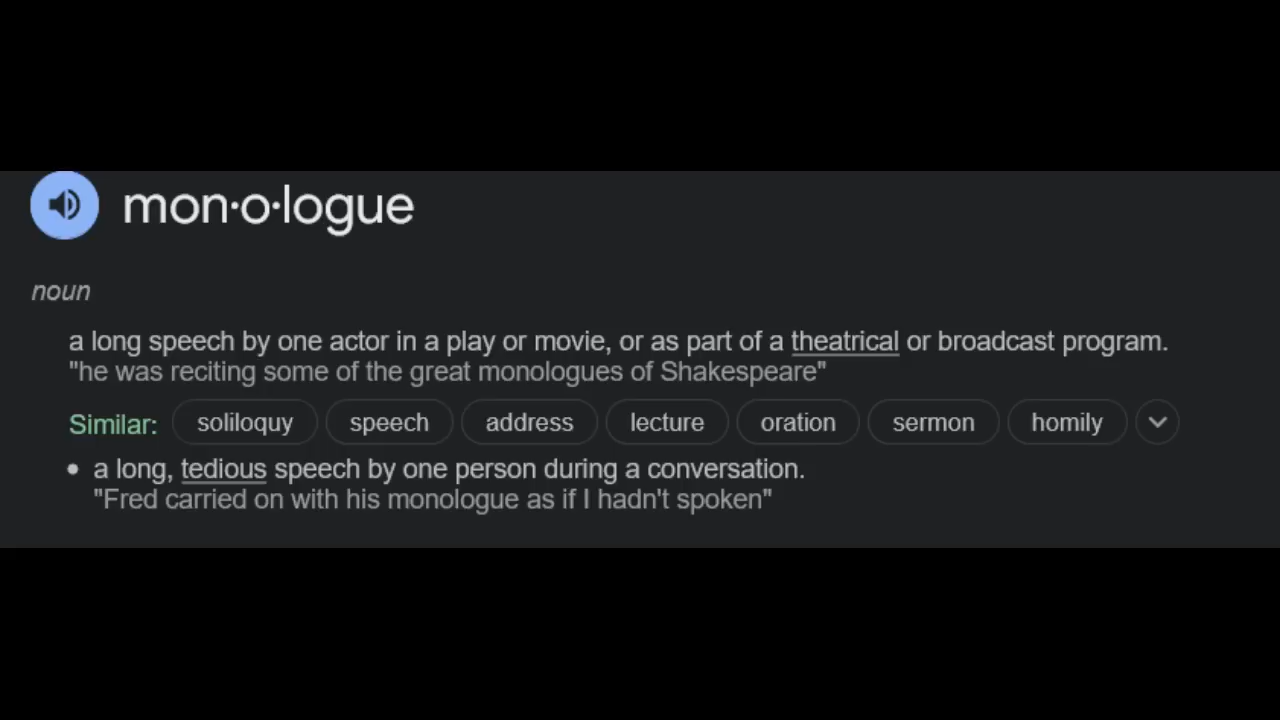 mon·o·logue
noun
a long speech by one actor in a play or movie, or as part of a theatrical or broadcast program.
"he was reciting some of the great monologues of Shakespeare"
Similar: soliloquy speech address lecture oration sermon homily
• a long, tedious speech by one person during a conversation.
"Fred carried on with his monologue as if I hadn't spoken"